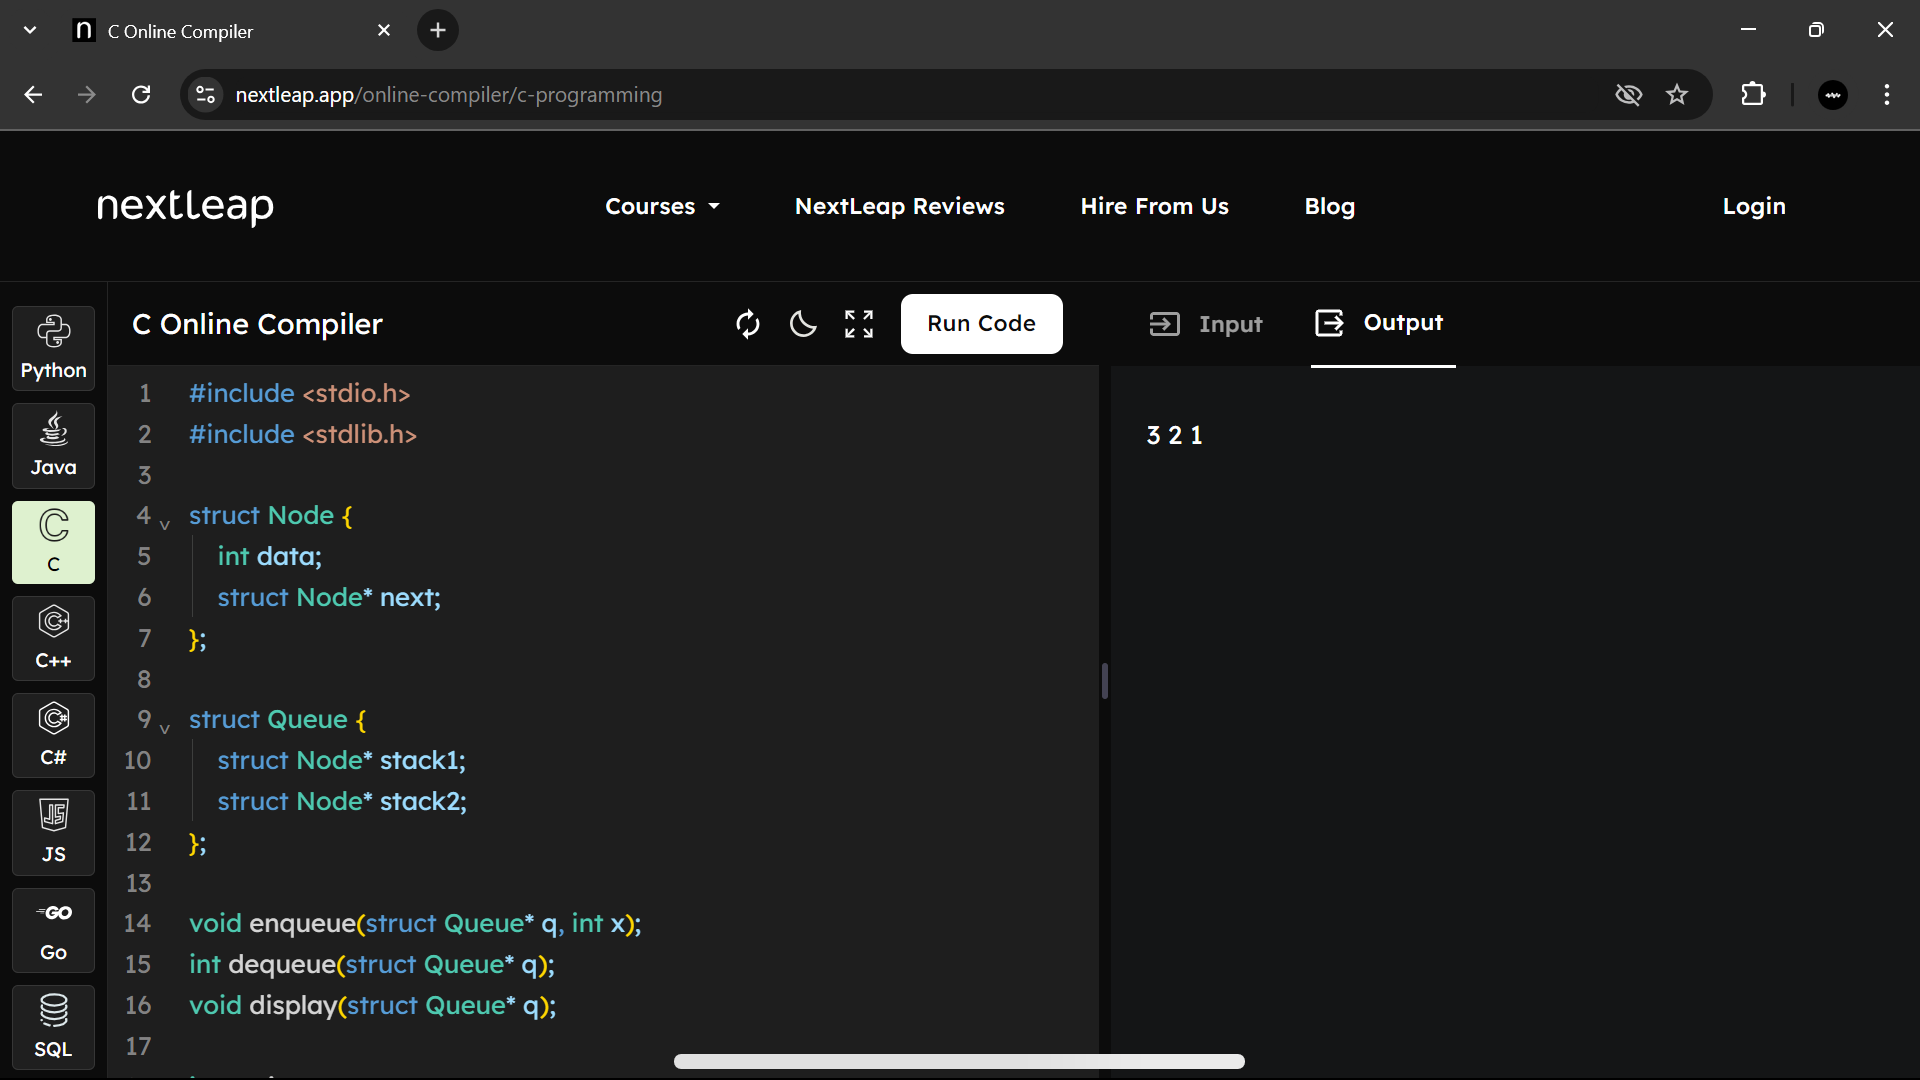 C Online Compiler
nextleap.app/online-compiler/c-programming
nextleap
Courses
NextLeap Reviews
Hire From Us
Blog
Login
Python
Java
C
C++
C#
JS
Go
SQL
C Online Compiler
Run Code
1 #include <stdio.h>
2 #include <stdlib.h>
3
4 struct Node {
5 int data;
6 struct Node* next;
7 };
8
9 struct Queue {
10 struct Node* stack1;
11 struct Node* stack2;
12 };
13
14 void enqueue(struct Queue* q, int x);
15 int dequeue(struct Queue* q);
16 void display(struct Queue* q);
17
Input
Output
3 2 1